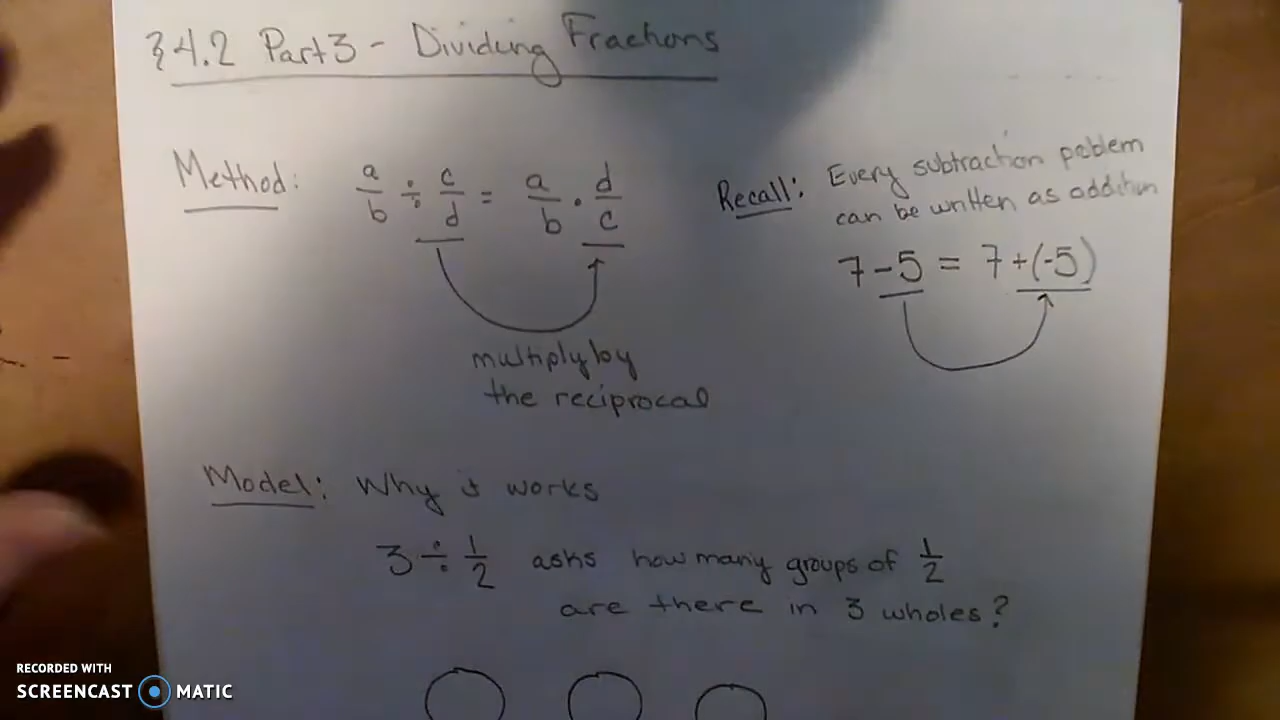 §4.2 Part 3 - Dividing Fractions
Method: a/b ÷ c/d = a/b · d/c
multiply by
the reciprocal
Recall: Every subtraction poblem
can be written as addition
7 - 5 = 7 + (-5)
Model: Why it works
3 ÷ 1/2 asks how many groups of 1/2
are there in 3 wholes?
RECORDED WITH
SCREENCAST MATIC